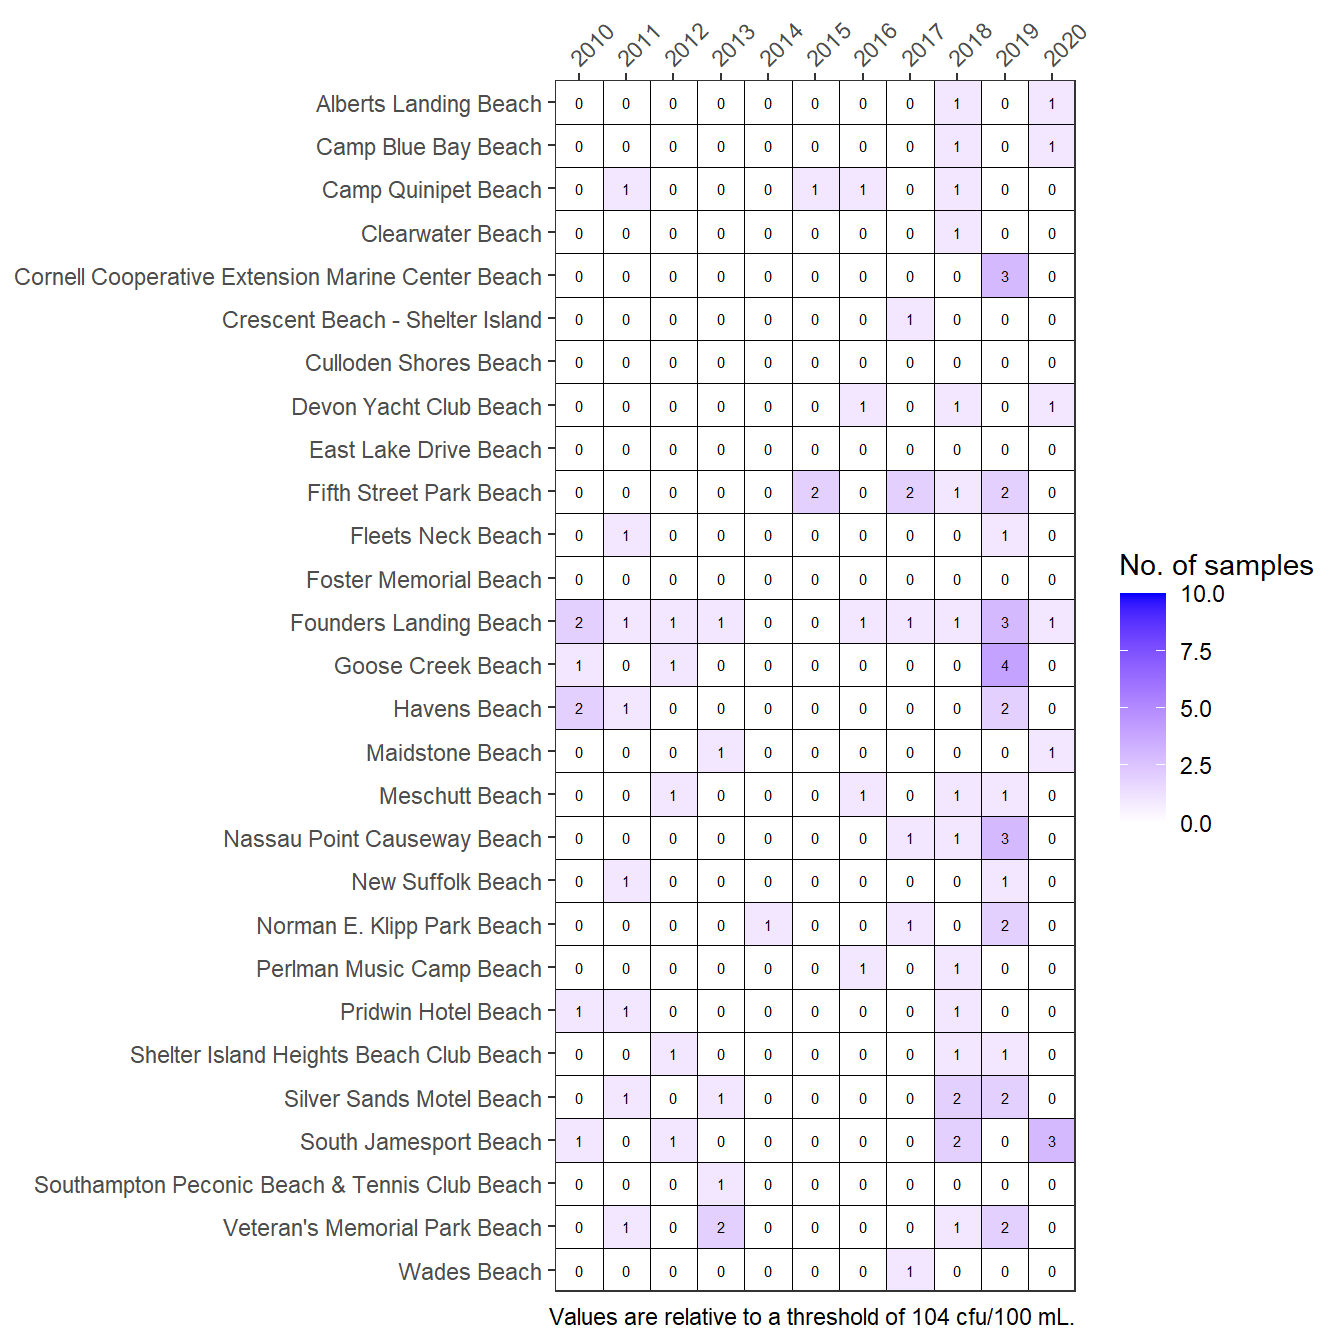 2010 2011 2012 2013 2014 2015 2016 2017 2018 2019 2020
Alberts Landing Beach 0 0 0 0 0 0 0 0 1 0 1
Camp Blue Bay Beach 0 0 0 0 0 0 0 0 1 0 1
Camp Quinipet Beach 0 1 0 0 0 1 1 0 1 0 0
Clearwater Beach 0 0 0 0 0 0 0 0 1 0 0
Cornell Cooperative Extension Marine Center Beach 0 0 0 0 0 0 0 0 0 3 0
Crescent Beach - Shelter Island 0 0 0 0 0 0 0 1 0 0 0
Culloden Shores Beach 0 0 0 0 0 0 0 0 0 0 0
Devon Yacht Club Beach 0 0 0 0 0 0 1 0 1 0 1
East Lake Drive Beach 0 0 0 0 0 0 0 0 0 0 0
Fifth Street Park Beach 0 0 0 0 0 2 0 2 1 2 0
Fleets Neck Beach 0 1 0 0 0 0 0 0 0 1 0
Foster Memorial Beach 0 0 0 0 0 0 0 0 0 0 0
Founders Landing Beach 2 1 1 1 0 0 1 1 1 3 1
Goose Creek Beach 1 0 1 0 0 0 0 0 0 4 0
Havens Beach 2 1 0 0 0 0 0 0 0 2 0
Maidstone Beach 0 0 0 1 0 0 0 0 0 0 1
Meschutt Beach 0 0 1 0 0 0 1 0 1 1 0
Nassau Point Causeway Beach 0 0 0 0 0 0 0 1 1 3 0
New Suffolk Beach 0 1 0 0 0 0 0 0 0 1 0
Norman E. Klipp Park Beach 0 0 0 0 1 0 0 1 0 2 0
Perlman Music Camp Beach 0 0 0 0 0 0 1 0 1 0 0
Pridwin Hotel Beach 1 1 0 0 0 0 0 0 1 0 0
Shelter Island Heights Beach Club Beach 0 0 1 0 0 0 0 0 1 1 0
Silver Sands Motel Beach 0 1 0 1 0 0 0 0 2 2 0
South Jamesport Beach 1 0 1 0 0 0 0 0 2 0 3
Southampton Peconic Beach & Tennis Club Beach 0 0 0 1 0 0 0 0 0 0 0
Veteran's Memorial Park Beach 0 1 0 2 0 0 0 0 1 2 0
Wades Beach 0 0 0 0 0 0 0 1 0 0 0
Values are relative to a threshold of 104 cfu/100 mL.
No. of samples
10.0
7.5
5.0
2.5
0.0